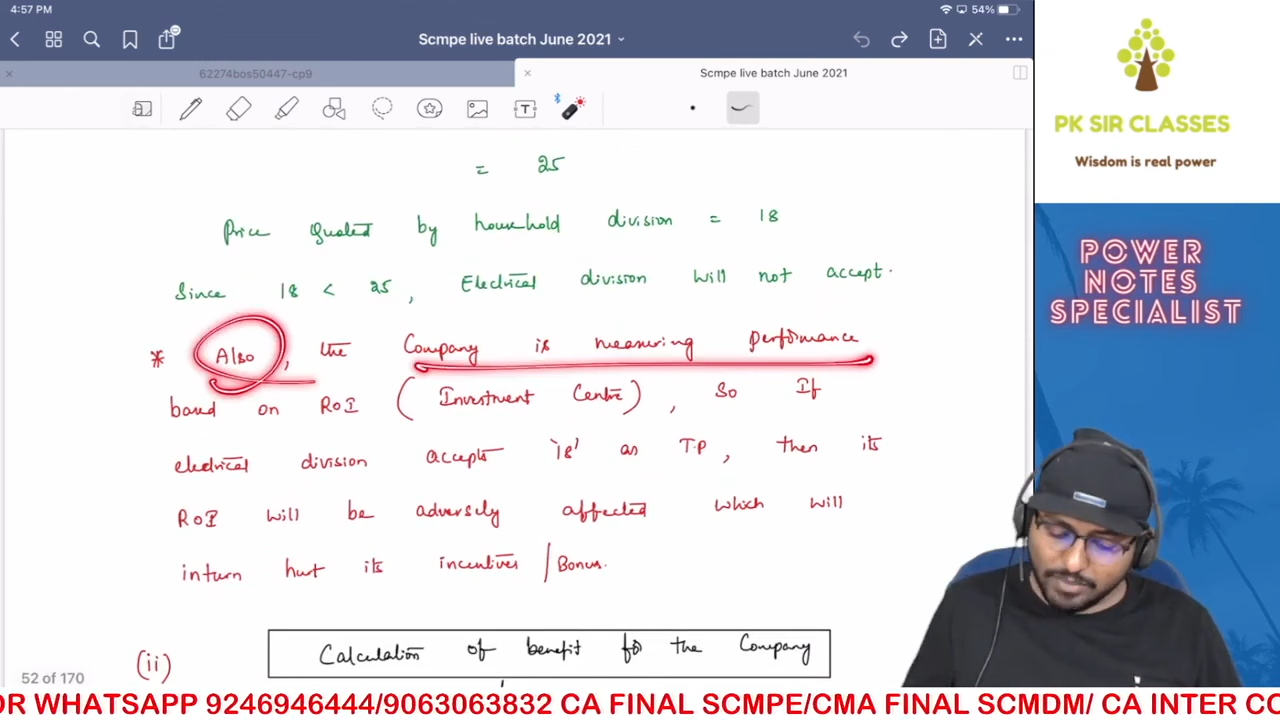 4:57 PM
54%
Scmpe live batch June 2021
62274bos50447-cp9
Scmpe live batch June 2021
= 25
Price Quoted by household division = 18
Since 18 < 25, Electrical division will not accept.
* Also, the Company is measuring performance
based on ROI (Investment Centre), So If
electrical division accepts '18' as T.P, then its
ROI will be adversely affected which will
inturn hurt its incentives / Bonus.
(ii) Calculation of benefit for the Company
52 of 170
PK SIR CLASSES
Wisdom is real power
POWER
NOTES
SPECIALIST
OR WHATSAPP 9246946444/9063063832 CA FINAL SCMPE/CMA FINAL SCMDM/ CA INTER CO